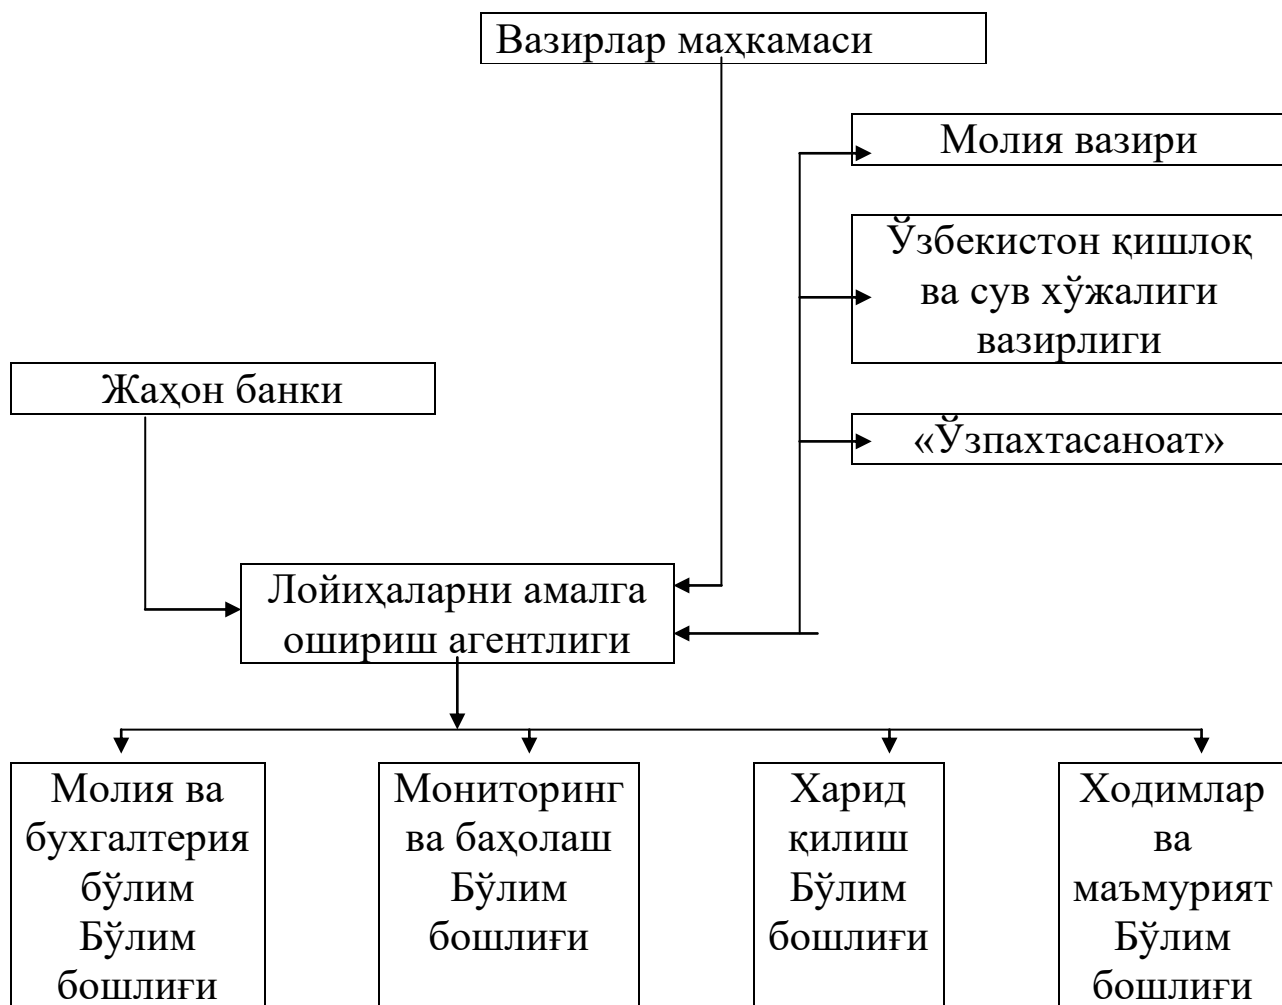 Вазирлар маҳкамаси
Молия вазири
Ўзбекистон қишлоқ
ва сув хўжалиги
вазирлиги
Жаҳон банки
«Ўзпахтасаноат»
Лойиҳаларни амалга
ошириш агентлиги
Молия ва
бухгалтерия
бўлим
Бўлим
бошлиғи
Мониторинг
ва баҳолаш
Бўлим
бошлиғи
Харид
қилиш
Бўлим
бошлиғи
Ходимлар
ва
маъмурият
Бўлим
бошлиғи